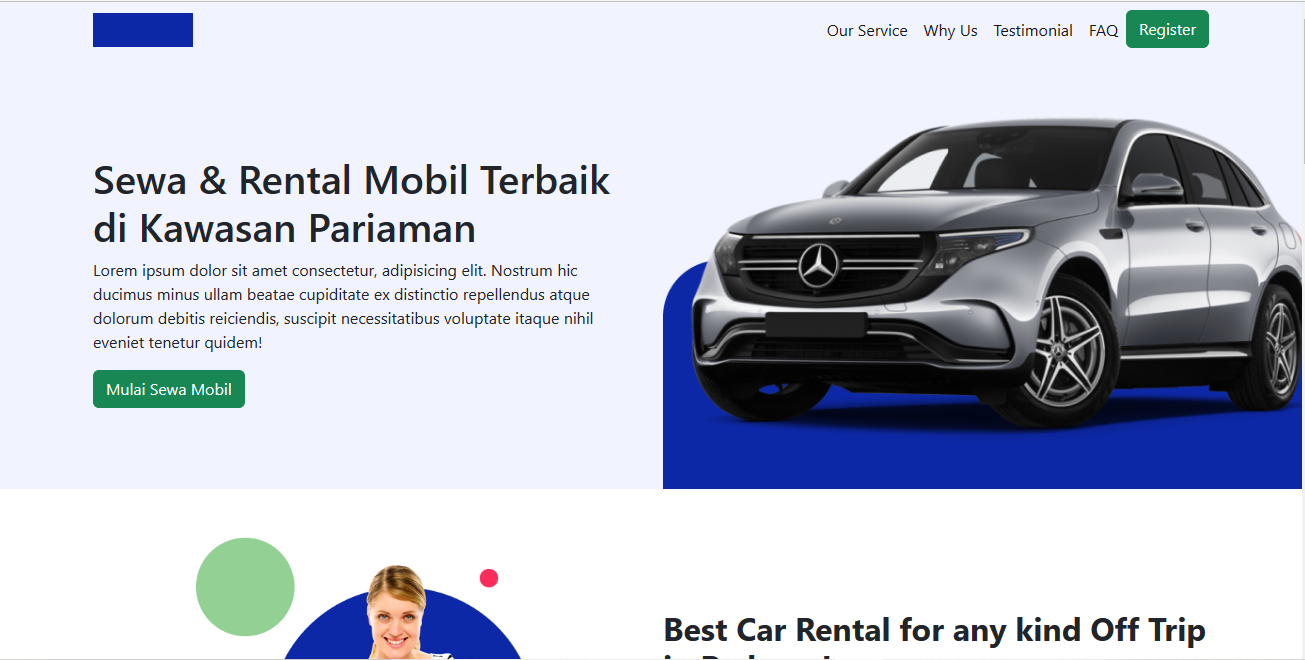 Our Service Why Us Testimonial FAQ Register
Sewa & Rental Mobil Terbaik
di Kawasan Pariaman
Lorem ipsum dolor sit amet consectetur, adipisicing elit. Nostrum hic
ducimus minus ullam beatae cupiditate ex distinctio repellendus atque
dolorum debitis reiciendis, suscipit necessitatibus voluptate itaque nihil
eveniet tenetur quidem!
Mulai Sewa Mobil
Best Car Rental for any kind Off Trip